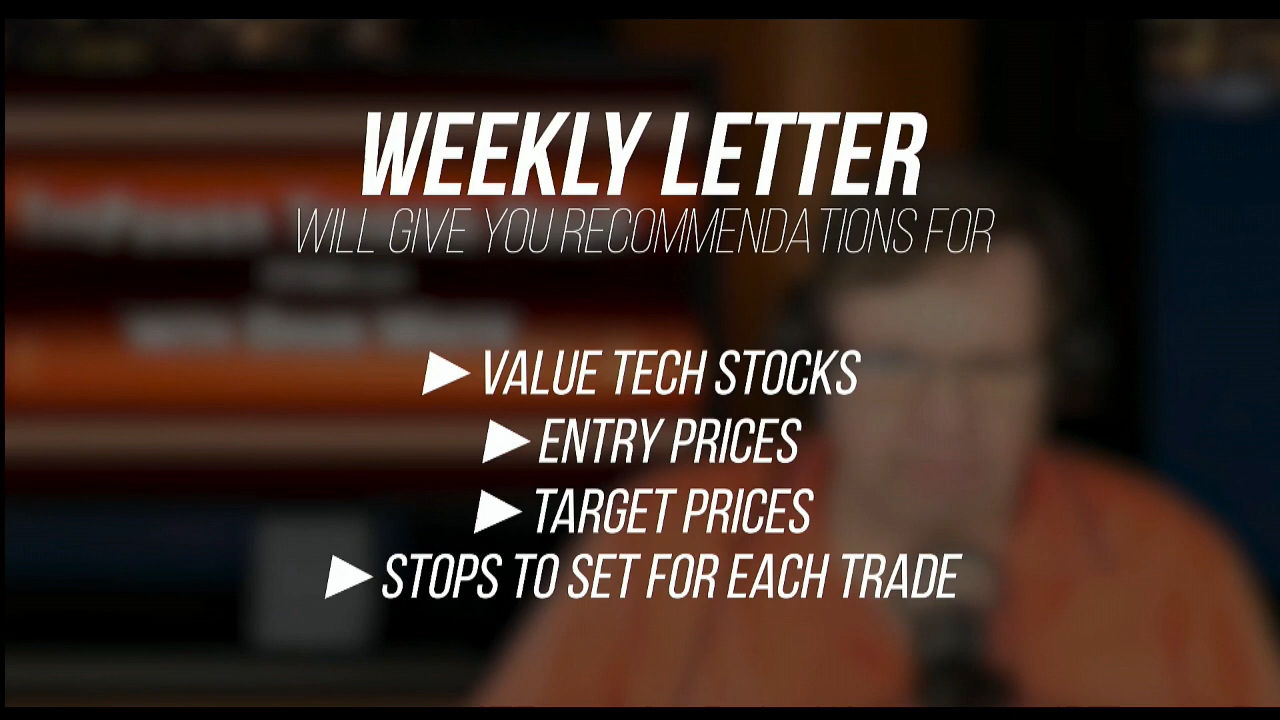 WEEKLY LETTER
WILL GIVE YOU RECOMMENDATIONS FOR
▶ VALUE TECH STOCKS
▶ ENTRY PRICES
▶ TARGET PRICES
▶ STOPS TO SET FOR EACH TRADE